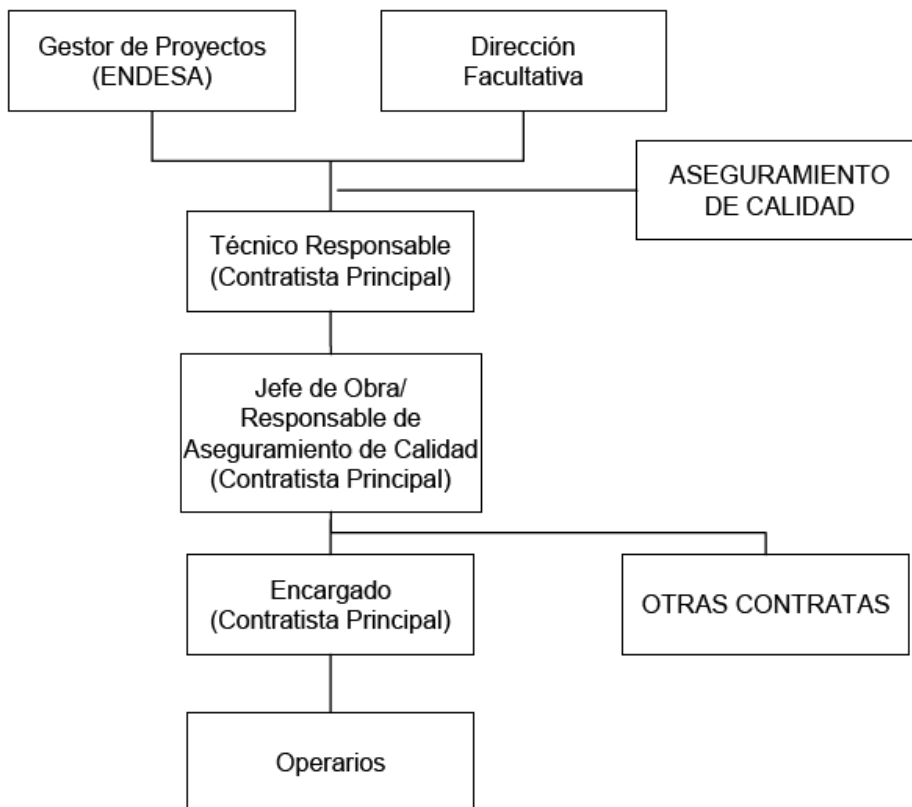 Gestor de Proyectos
(ENDESA)
Dirección
Facultativa
ASEGURAMIENTO
DE CALIDAD
Técnico Responsable
(Contratista Principal)
Jefe de Obra/
Responsable de
Aseguramiento de Calidad
(Contratista Principal)
Encargado
(Contratista Principal)
OTRAS CONTRATAS
Operarios